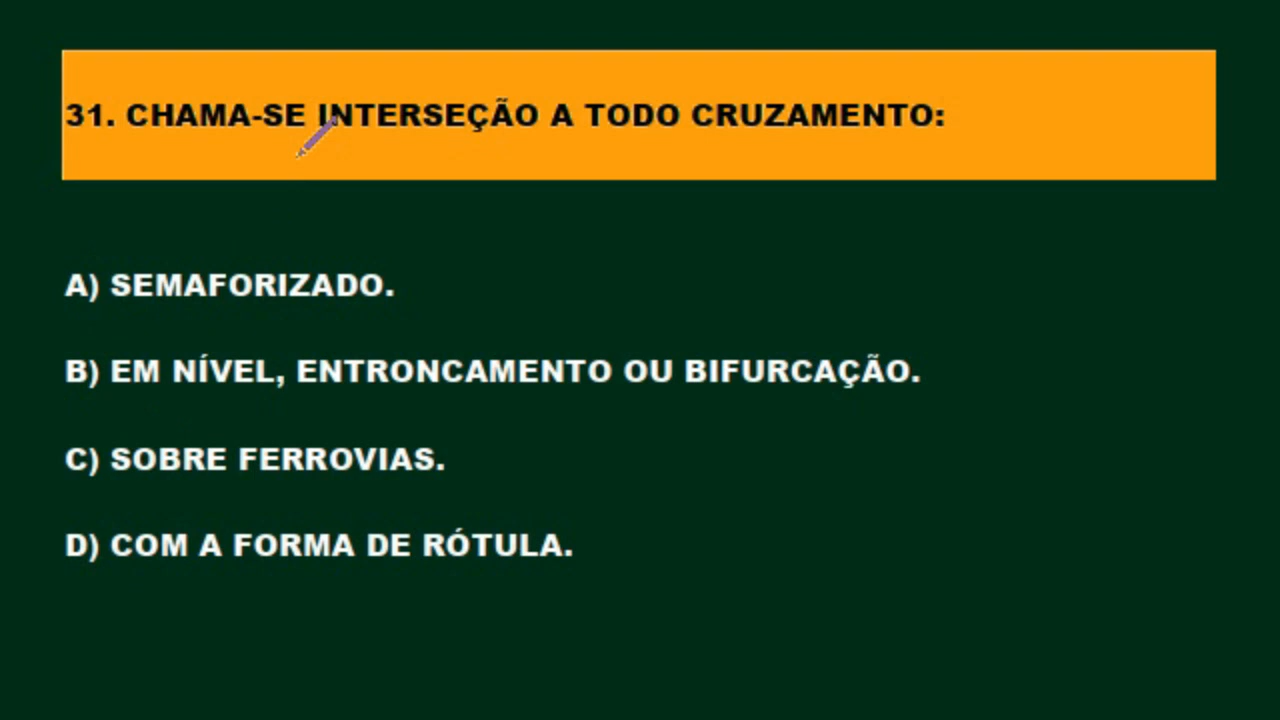 31. CHAMA-SE INTERSEÇÃO A TODO CRUZAMENTO:
A) SEMAFORIZADO.
B) EM NÍVEL, ENTRONCAMENTO OU BIFURCAÇÃO.
C) SOBRE FERROVIAS.
D) COM A FORMA DE RÓTULA.